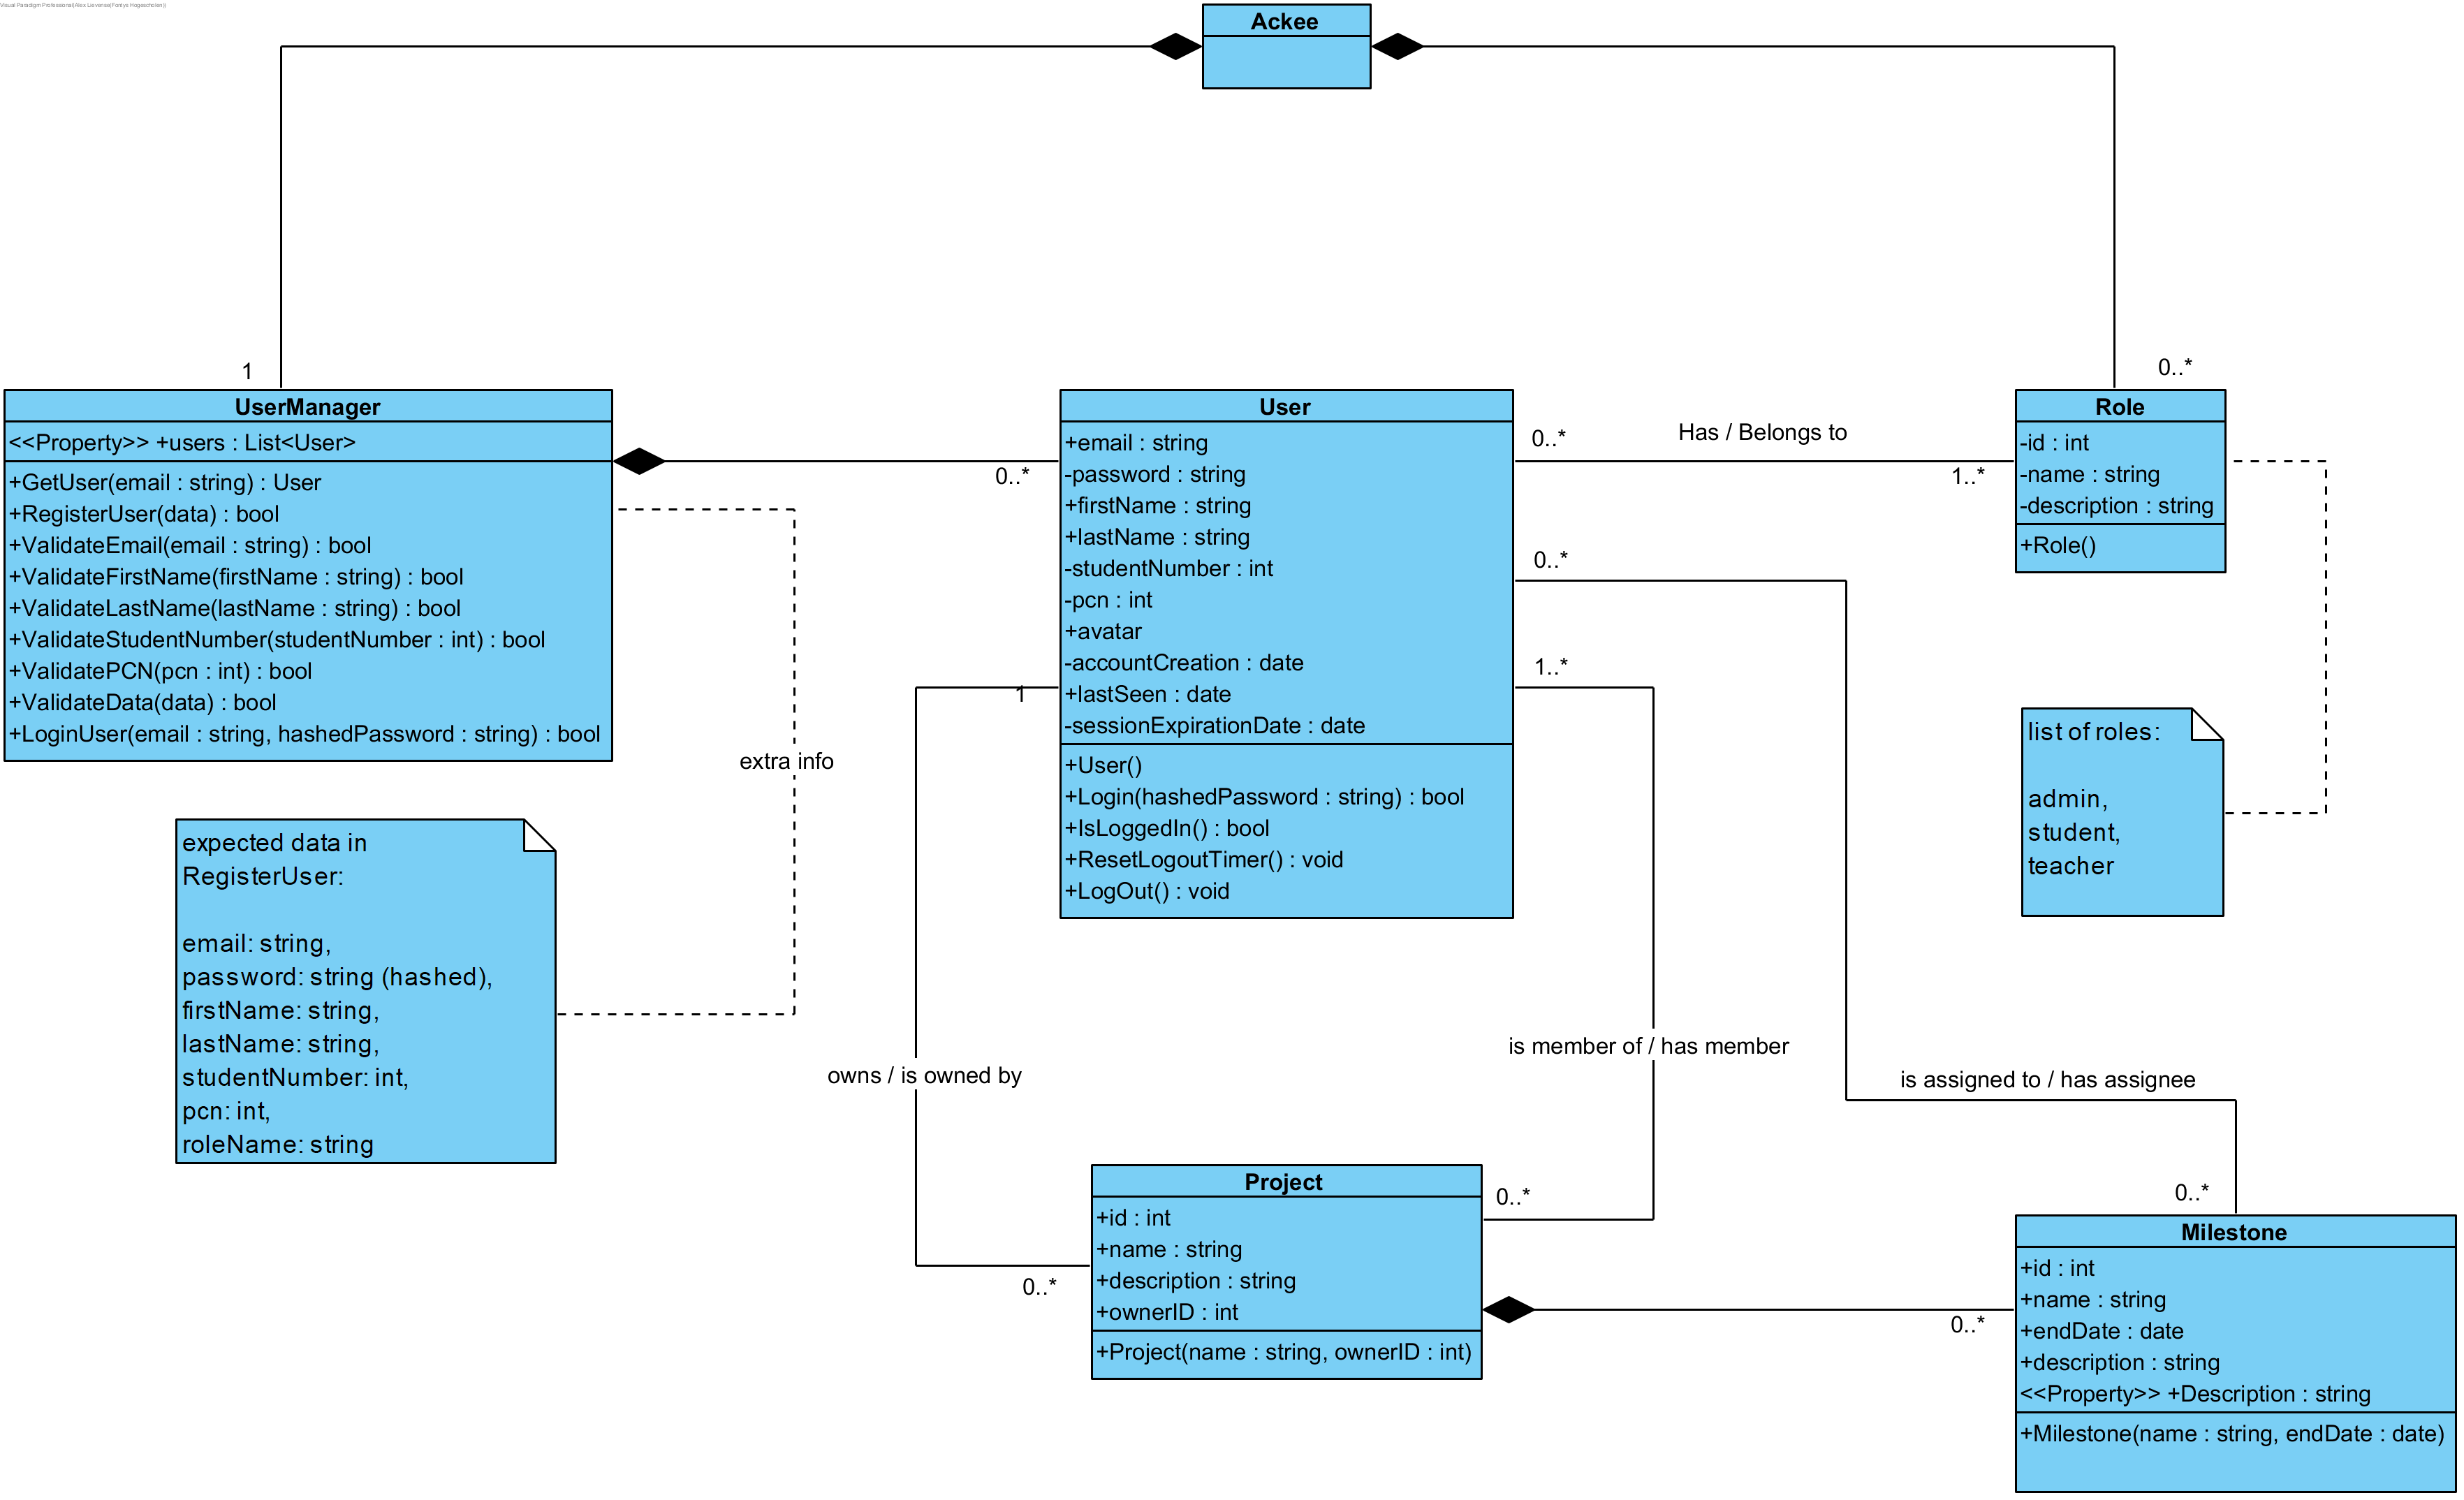 Visual Paradigm Professional(Alex Lievense(Fontys Hogescholen))
Ackee
1
0..*
UserManager
<<Property>> +users : List<User>
+GetUser(email : string) : User
+RegisterUser(data) : bool
+ValidateEmail(email : string) : bool
+ValidateFirstName(firstName : string) : bool
+ValidateLastName(lastName : string) : bool
+ValidateStudentNumber(studentNumber : int) : bool
+ValidatePCN(pcn : int) : bool
+ValidateData(data) : bool
+LoginUser(email : string, hashedPassword : string) : bool
0..*
User
+email : string
-password : string
+firstName : string
+lastName : string
-studentNumber : int
-pcn : int
+avatar
-accountCreation : date
+lastSeen : date
-sessionExpirationDate : date
+User()
+Login(hashedPassword : string) : bool
+IsLoggedIn() : bool
+ResetLogoutTimer() : void
+LogOut() : void
0..*
Has / Belongs to
1..*
Role
-id : int
-name : string
-description : string
+Role()
0..*
1..*
1
extra info
list of roles:
admin,
student,
teacher
expected data in
RegisterUser:
email: string,
password: string (hashed),
firstName: string,
lastName: string,
studentNumber: int,
pcn: int,
roleName: string
owns / is owned by
is member of / has member
is assigned to / has assignee
0..*
0..*
0..*
Project
+id : int
+name : string
+description : string
+ownerID : int
+Project(name : string, ownerID : int)
0..*
Milestone
+id : int
+name : string
+endDate : date
+description : string
<<Property>> +Description : string
+Milestone(name : string, endDate : date)